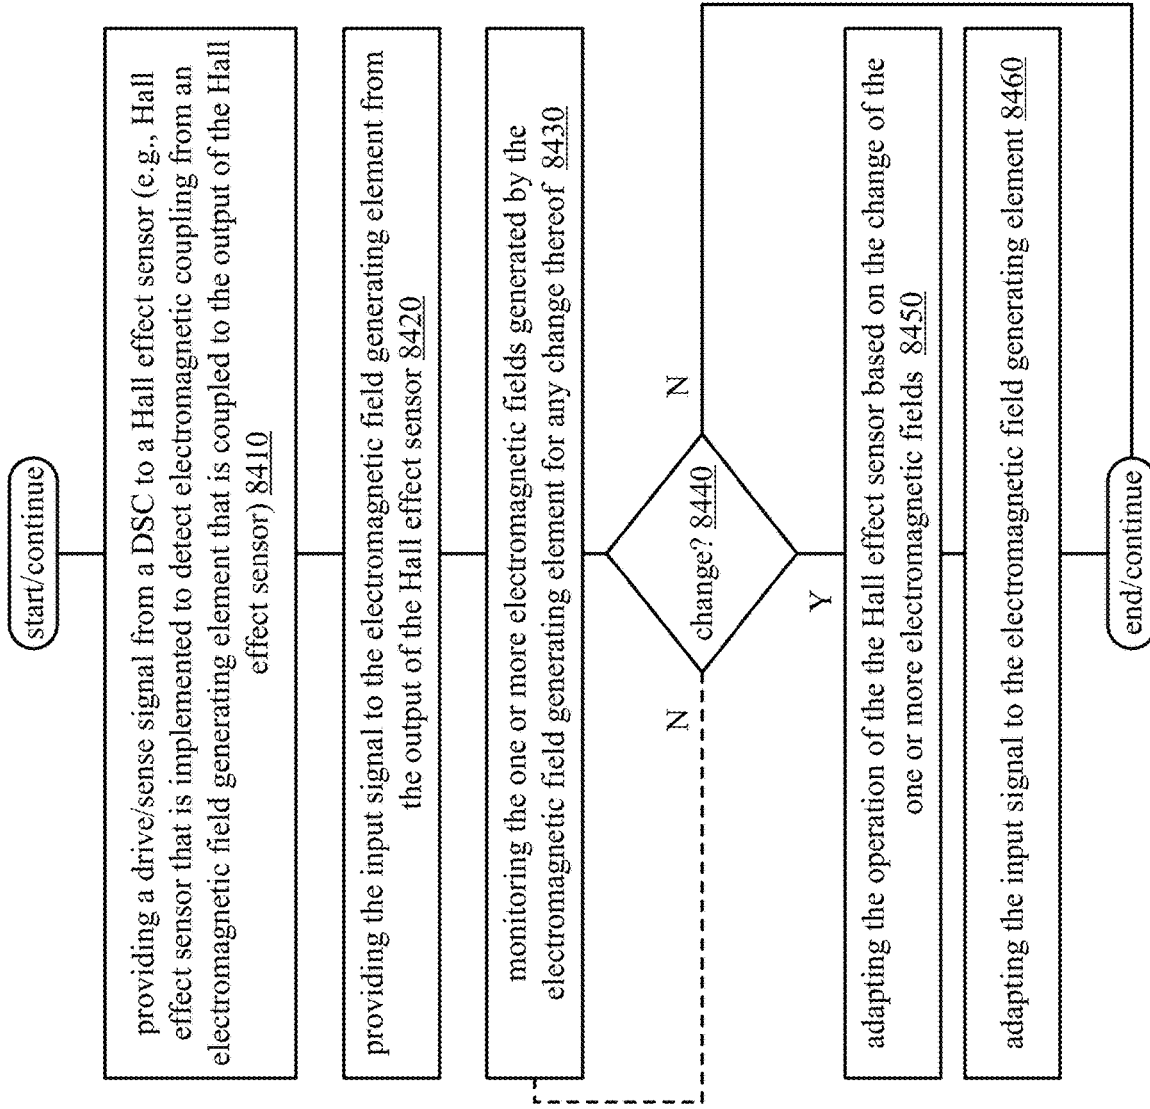 start/continue
providing a drive/sense signal from a DSC to a Hall effect sensor (e.g., Hall
effect sensor that is implemented to detect electromagnetic coupling from an
electromagnetic field generating element that is coupled to the output of the Hall
effect sensor) 8410
providing the input signal to the electromagnetic field generating element from
the output of the Hall effect sensor 8420
monitoring the one or more electromagnetic fields generated by the
electromagnetic field generating element for any change thereof 8430
N
change? 8440
N
Y
adapting the operation of the the Hall effect sensor based on the change of the
one or more electromagnetic fields 8450
adapting the input signal to the electromagnetic field generating element 8460
end/continue